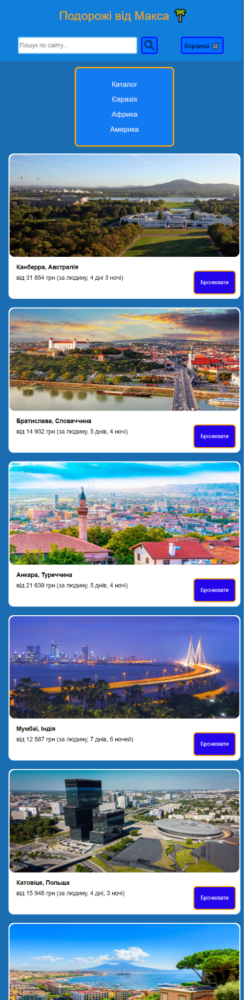 Подорожі від Макса
Пошук по сайту...
Корзина
Каталог
Євразія
Африка
Америка
Канберра, Австралія
від 31 854 грн (за людину, 4 дні 3 ночі)
Бронювати
Братислава, Словаччина
від 14 932 грн (за людину, 5 днів, 4 ночі)
Бронювати
Анкара, Туреччина
від 21 639 грн (за людину, 5 днів, 4 ночі)
Бронювати
Мумбаї, Індія
від 12 587 грн (за людину, 7 днів, 6 ночей)
Бронювати
Катовіце, Польща
від 15 948 грн (за людину, 4 дні, 3 ночі)
Бронювати